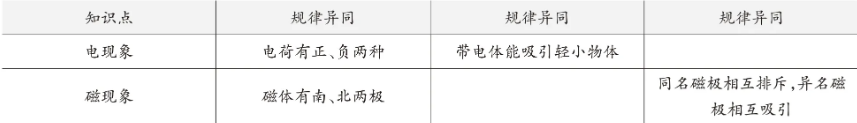 知识点 规律异同 规律异同 规律异同
电现象 电荷有正、负两种 带电体能吸引轻小物体
磁现象 磁体有南、北两极 同名磁极相互排斥,异名磁
极相互吸引